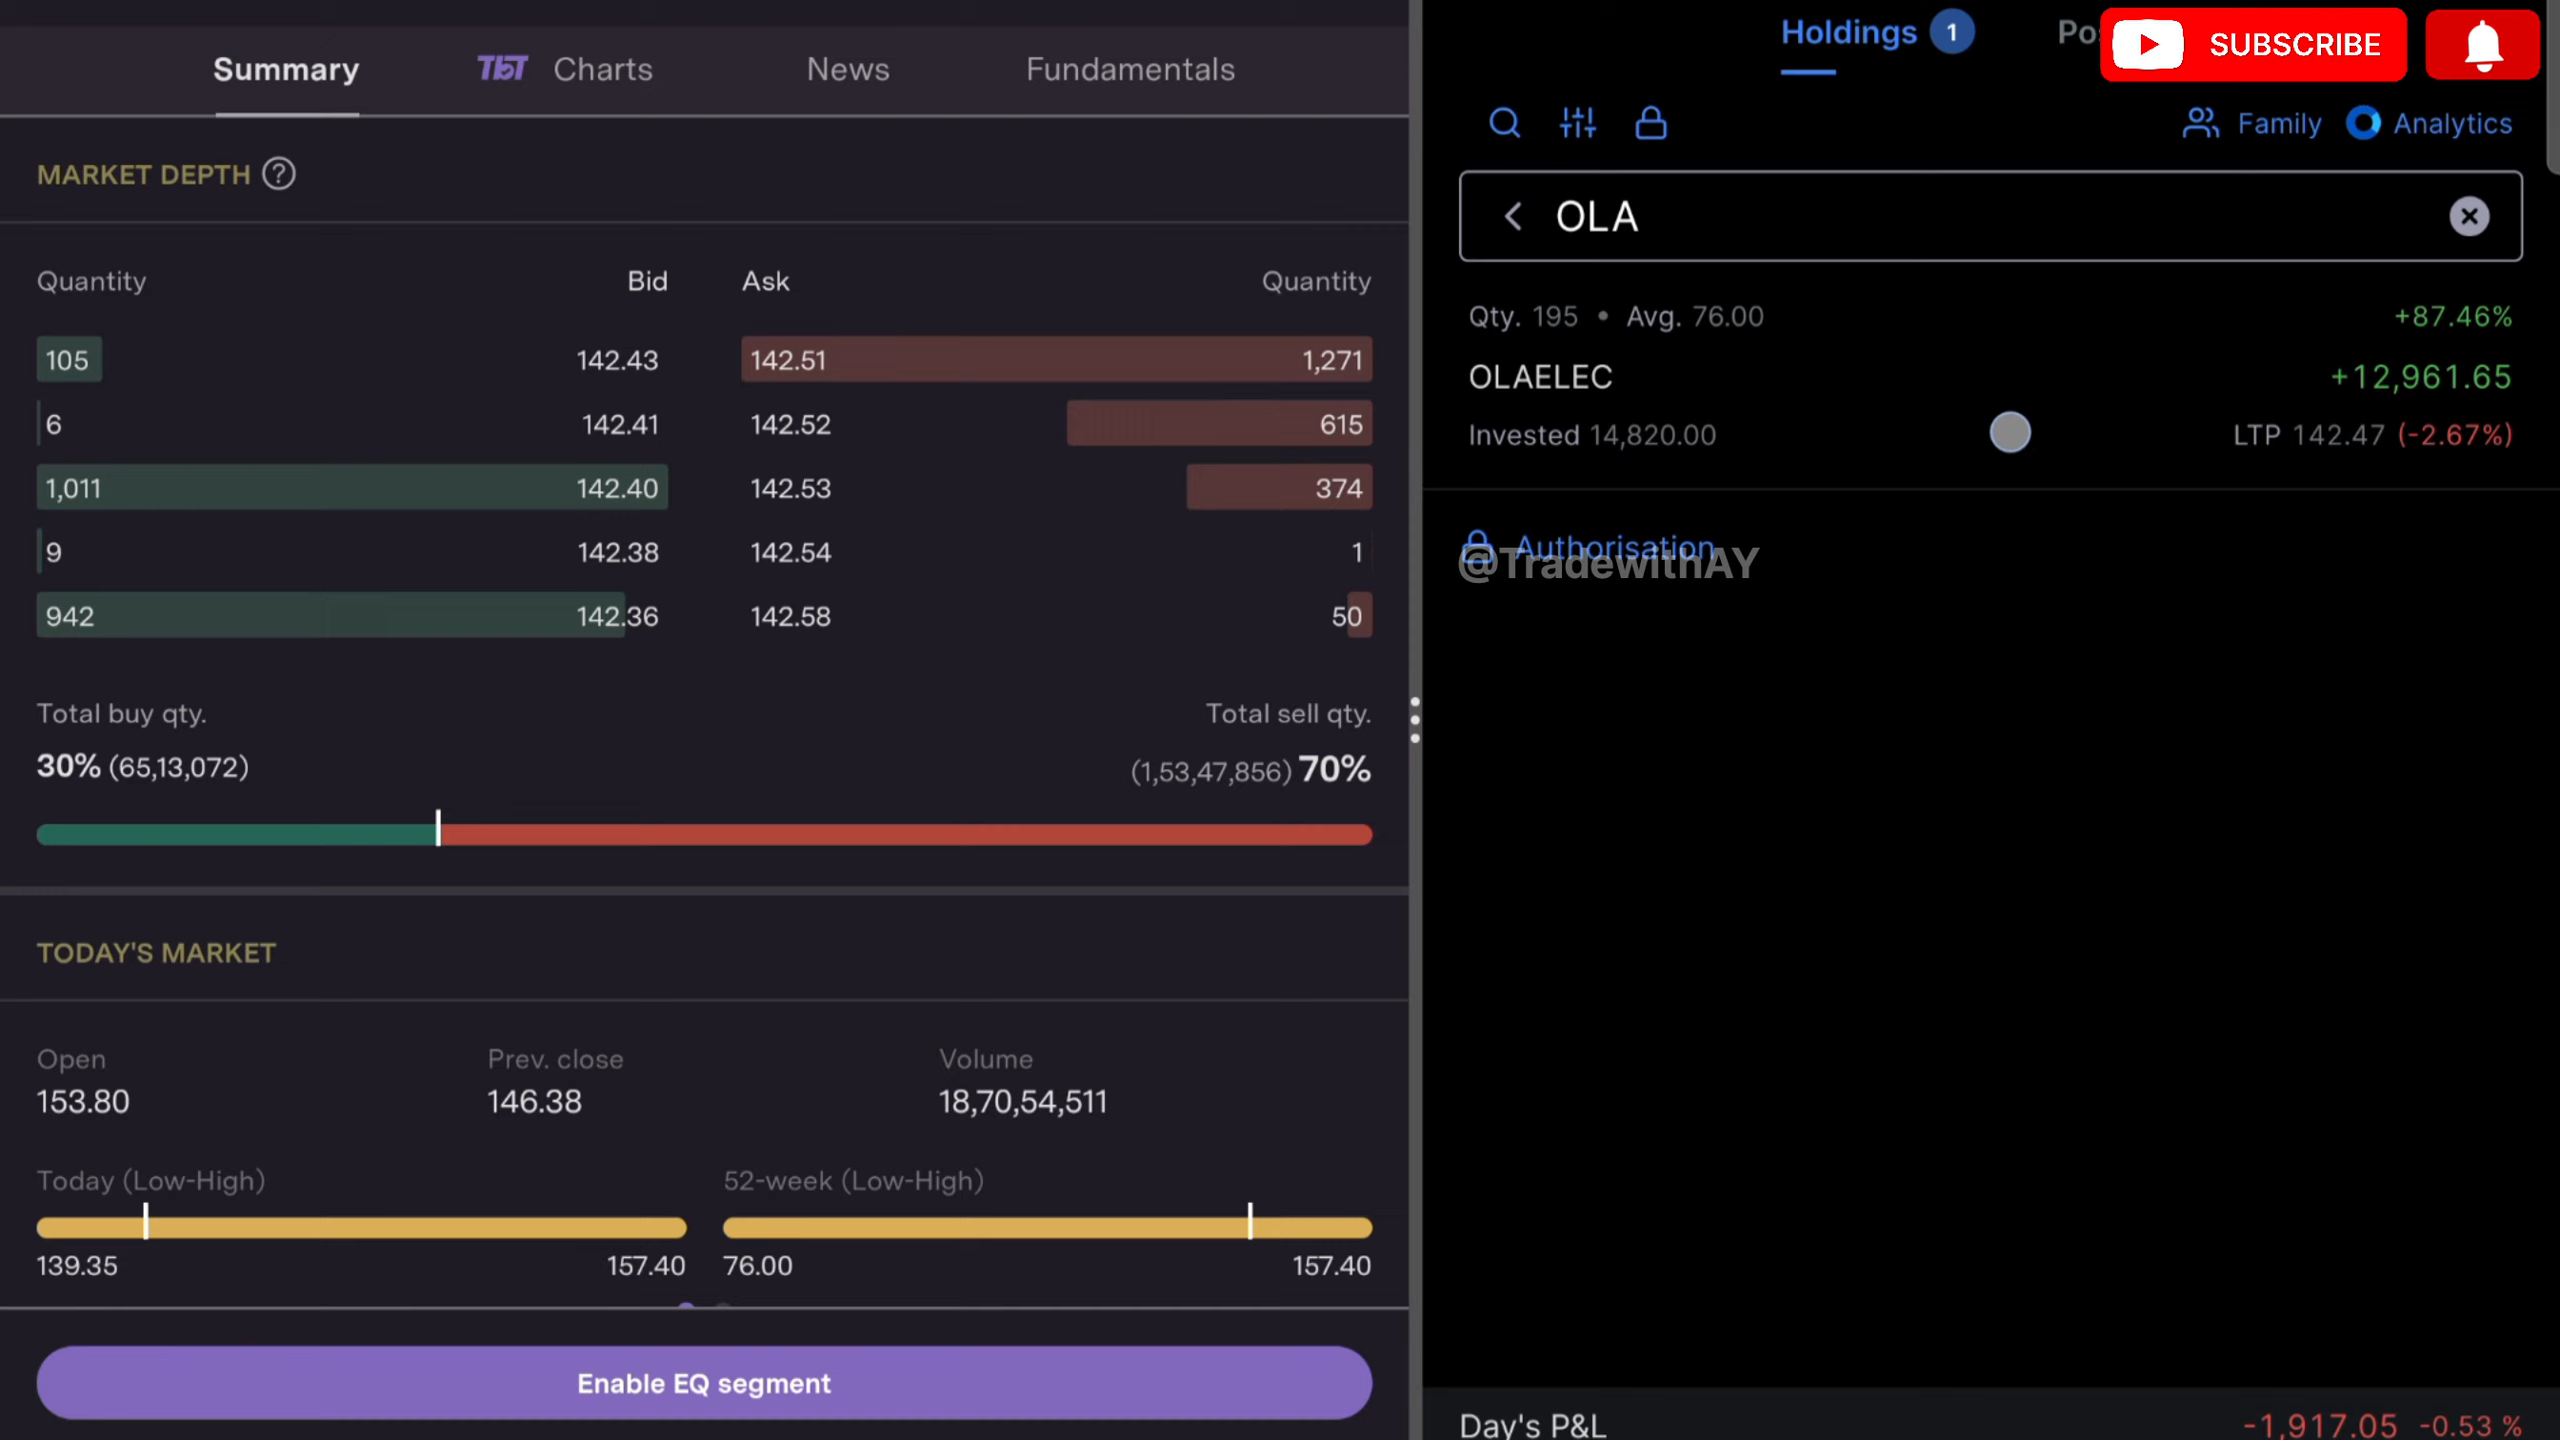 Summary TbT Charts News Fundamentals
MARKET DEPTH ?
Quantity Bid Ask Quantity
105 142.43 142.51 1,271
6 142.41 142.52 615
1,011 142.40 142.53 374
9 142.38 142.54 1
942 142.36 142.58 50
Total buy qty. Total sell qty.
30% (65,13,072) (1,53,47,856) 70%
TODAY'S MARKET
Open Prev. close Volume
153.80 146.38 18,70,54,511
Today (Low-High) 52-week (Low-High)
139.35 157.40 76.00 157.40
Enable EQ segment
Holdings 1 Po
SUBSCRIBE
Family Analytics
OLA
Qty. 195 • Avg. 76.00 +87.46%
OLAELEC +12,961.65
Invested 14,820.00 LTP 142.47 (-2.67%)
Authorisation
@TradewithAY
Day's P&L -1,917.05 -0.53 %